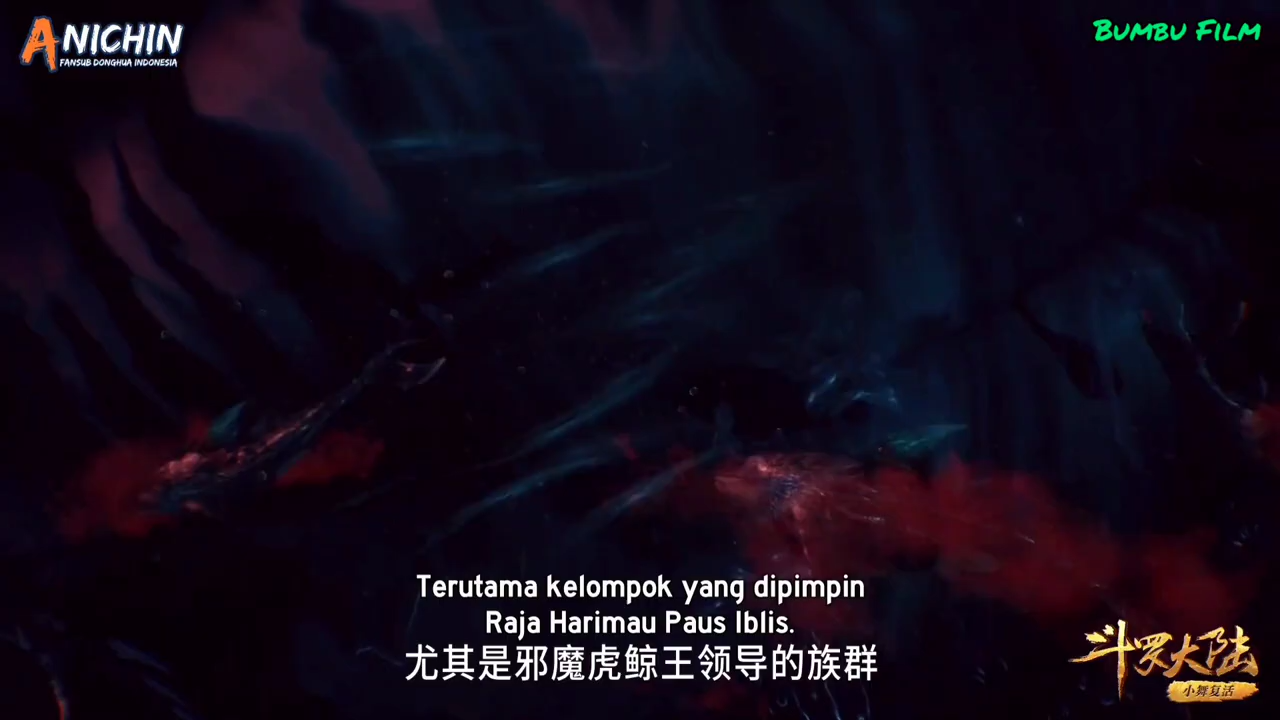 ANICHIN
FANSUB DONGHUA INDONESIA
BUMBU FILM
Terutama kelompok yang dipimpin
Raja Harimau Paus Iblis.
尤其是邪魔虎鲸王领导的族群
斗罗大陆
小舞复活